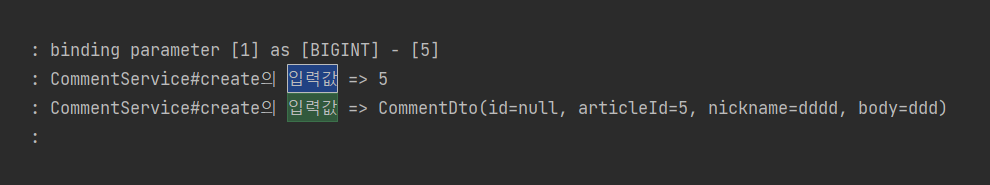 : binding parameter [1] as [BIGINT] - [5]
: CommentService#create의 입력값 => 5
: CommentService#create의 입력값 => CommentDto(id=null, articleId=5, nickname=dddd, body=ddd)
: